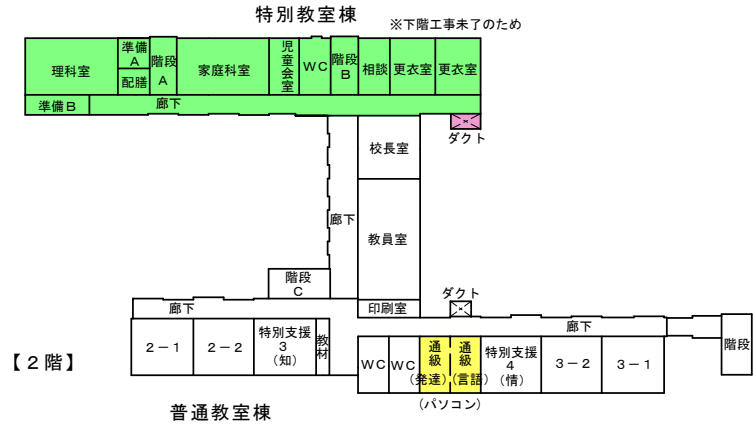 特別教室棟
※下階工事未了のため
理科室
準備
A
配膳
階段
A
家庭科室
児童会室
WC
階段
B
相談
更衣室
更衣室
準備B
廊下
ダクト
校長室
廊下
教員室
階段
C
印刷室
ダクト
廊下
廊下
2-1
2-2
特別支援
3
(知)
教材
WC
WC
通級
(発達)
通級
(言語)
特別支援
4
(情)
3-2
3-1
階段
【2階】
(パソコン)
普通教室棟